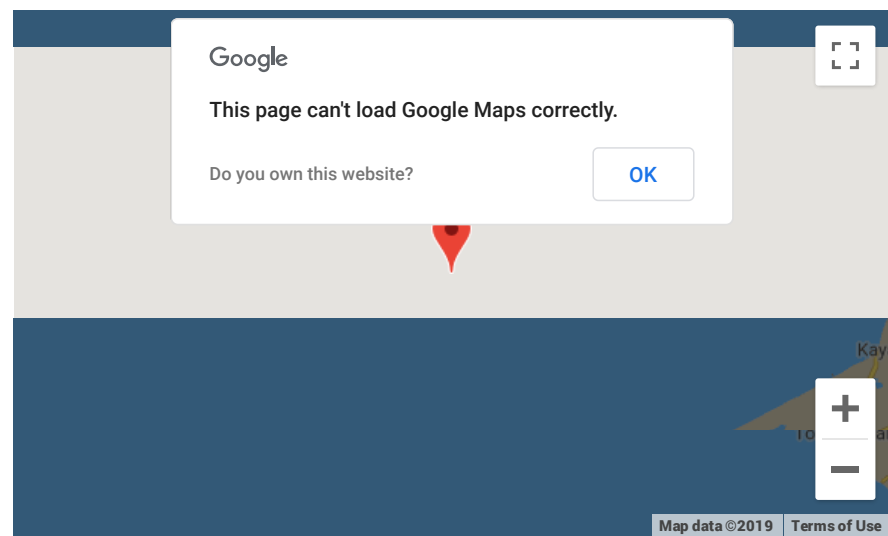 Google
This page can't load Google Maps correctly.
Do you own this website?
OK
Kay
Map data ©2019
Terms of Use